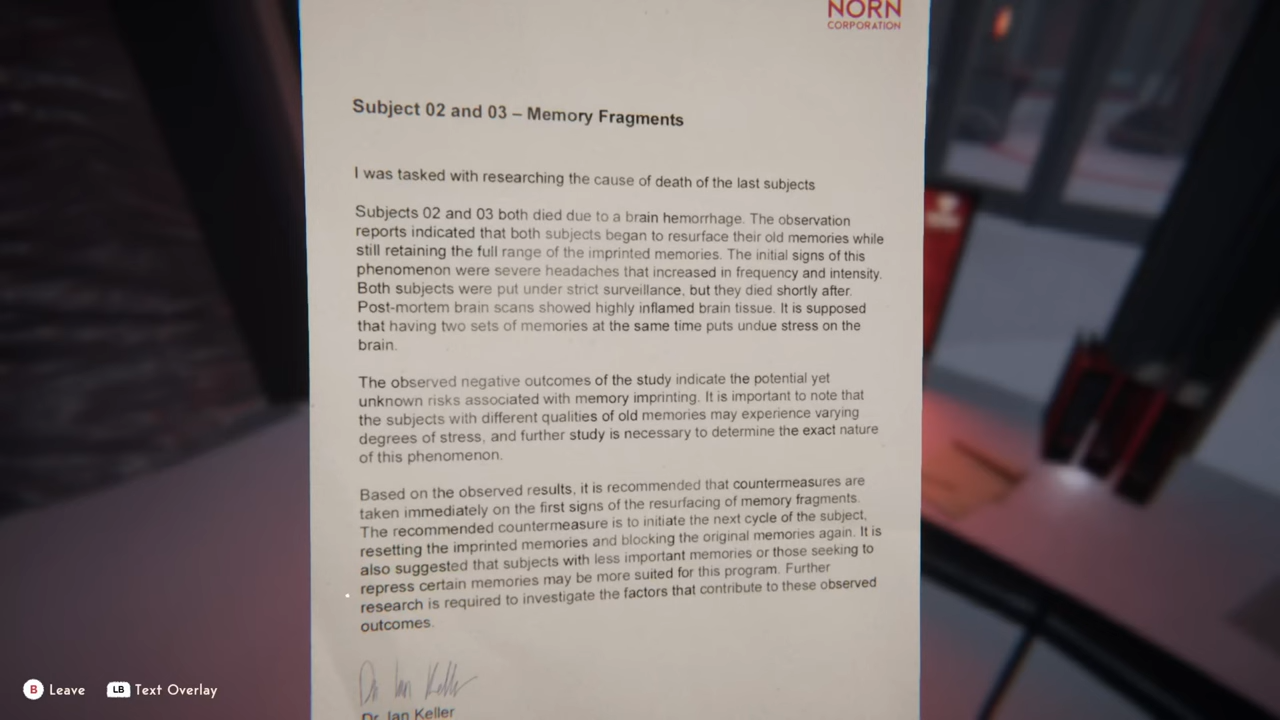 NORN
CORPORATION
Subject 02 and 03 – Memory Fragments
I was tasked with researching the cause of death of the last subjects
Subjects 02 and 03 both died due to a brain hemorrhage. The observation
reports indicated that both subjects began to resurface their old memories while
still retaining the full range of the imprinted memories. The initial signs of this
phenomenon were severe headaches that increased in frequency and intensity.
Both subjects were put under strict surveillance, but they died shortly after.
Post-mortem brain scans showed highly inflamed brain tissue. It is supposed
that having two sets of memories at the same time puts undue stress on the
brain.
The observed negative outcomes of the study indicate the potential yet
unknown risks associated with memory imprinting. It is important to note that
the subjects with different qualities of old memories may experience varying
degrees of stress, and further study is necessary to determine the exact nature
of this phenomenon.
Based on the observed results, it is recommended that countermeasures are
taken immediately on the first signs of the resurfacing of memory fragments.
The recommended countermeasure is to initiate the next cycle of the subject,
resetting the imprinted memories and blocking the original memories again. It is
also suggested that subjects with less important memories or those seeking to
repress certain memories may be more suited for this program. Further
research is required to investigate the factors that contribute to these observed
outcomes.
Dr. Ian Keller
Dr. Ian Keller
B Leave LB Text Overlay